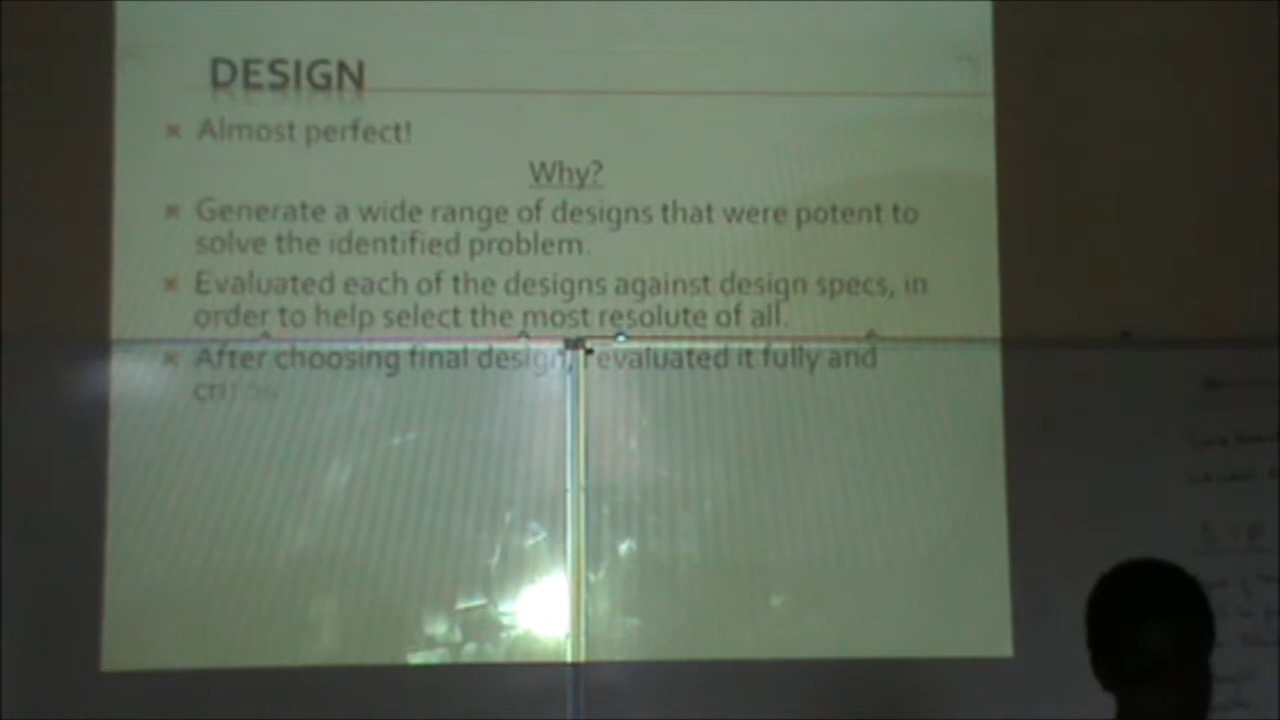 DESIGN
Almost perfect!
Why?
Generate a wide range of designs that were potent to
solve the identified problem.
Evaluated each of the designs against design specs, in
order to help select the most resolute of all.
After choosing final design, I evaluated it fully and